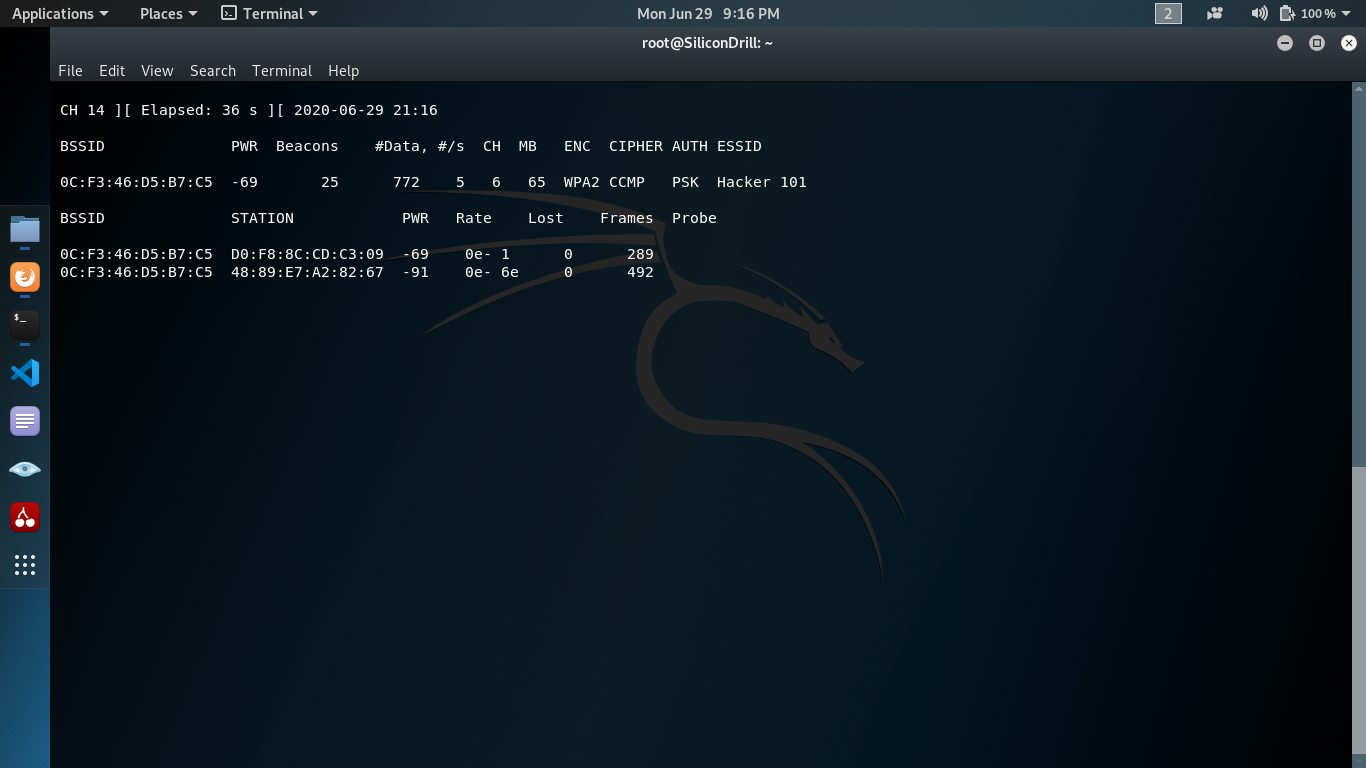 Applications Places Terminal Mon Jun 29 9:16 PM 2 100 %
root@SiliconDrill: ~
File Edit View Search Terminal Help
CH 14 ][ Elapsed: 36 s ][ 2020-06-29 21:16
BSSID PWR Beacons #Data, #/s CH MB ENC CIPHER AUTH ESSID
0C:F3:46:D5:B7:C5 -69 25 772 5 6 65 WPA2 CCMP PSK Hacker 101
BSSID STATION PWR Rate Lost Frames Probe
0C:F3:46:D5:B7:C5 D0:F8:8C:CD:C3:09 -69 0e- 1 0 289
0C:F3:46:D5:B7:C5 48:89:E7:A2:82:67 -91 0e- 6e 0 492
$_